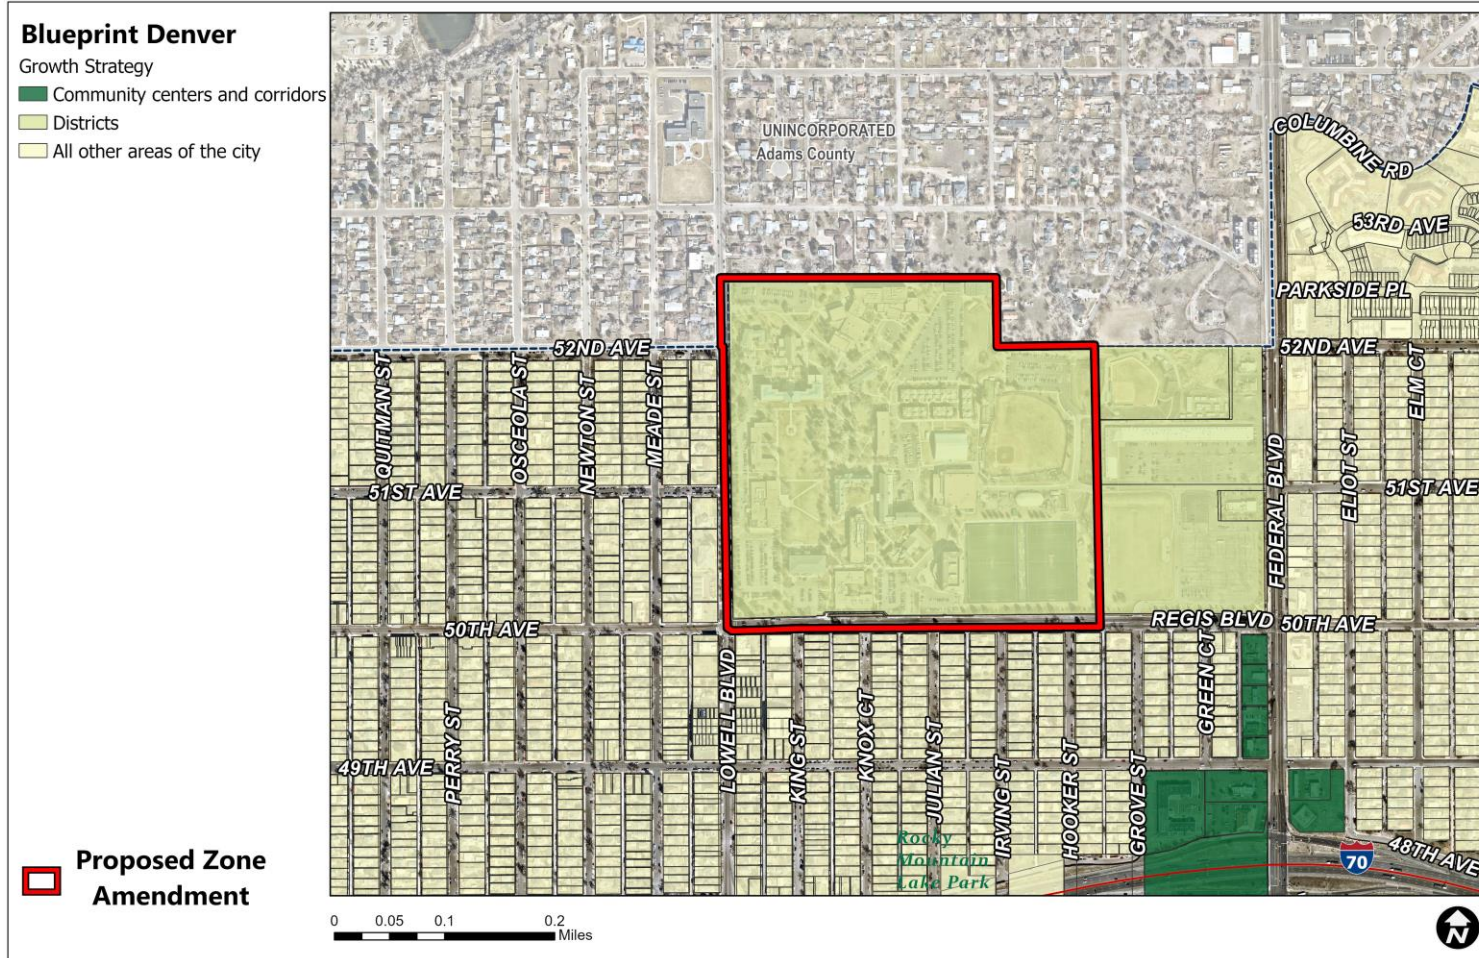 Blueprint Denver
Growth Strategy
Community centers and corridors
Districts
All other areas of the city
UNINCORPORATED
Adams County
COLUMBINE RD
53RD AVE
PARKSIDE PL
52ND AVE
52ND AVE
QUITMAN ST
OSCEOLA ST
NEWTON ST
MEADE ST
FEDERAL BLVD
ELIOT ST
ELM CT
51ST AVE
51ST AVE
50TH AVE
REGIS BLVD
50TH AVE
PERRY ST
LOWELL BLVD
KING ST
KNOX CT
JULIAN ST
IRVING ST
HOOKER ST
GROVE ST
GREEN CT
49TH AVE
Rocky
Mountain
Lake Park
70
48TH AVE
Proposed Zone
Amendment
0 0.05 0.1 0.2
Miles
N